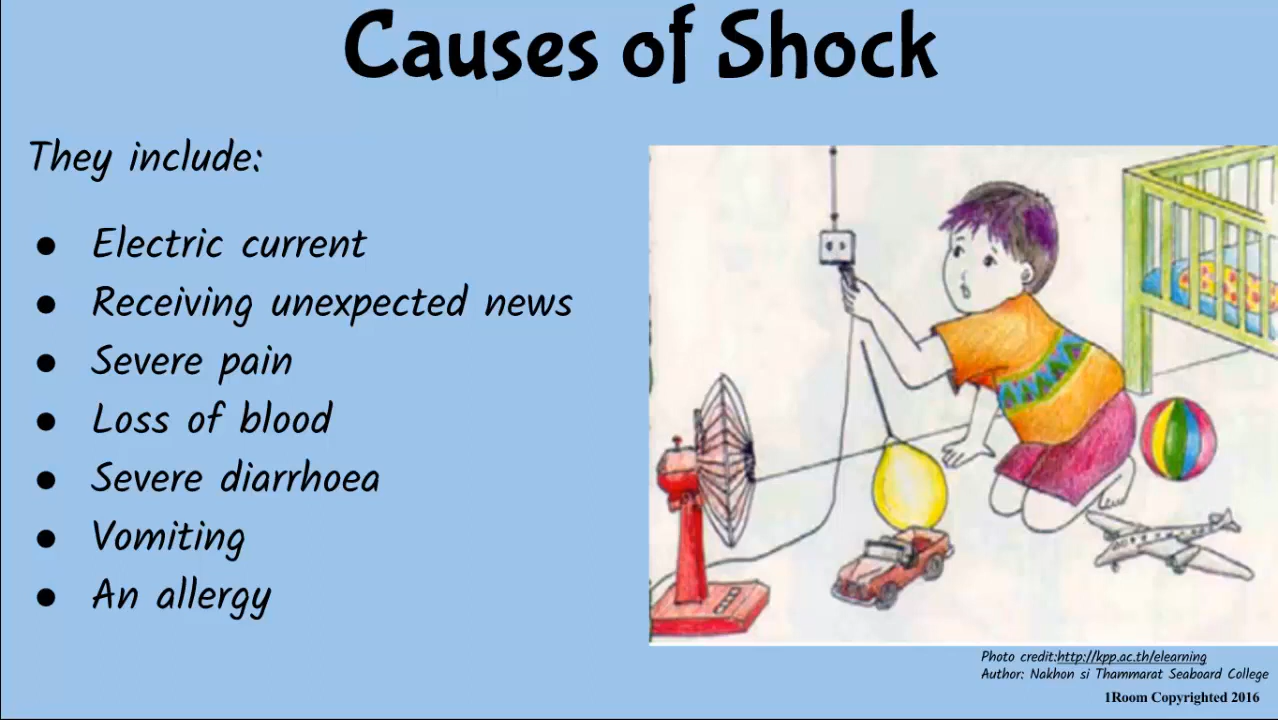 Causes of Shock
They include:
● Electric current
● Receiving unexpected news
● Severe pain
● Loss of blood
● Severe diarrhoea
● Vomiting
● An allergy
Photo credit:http://kpp.ac.th/elearning
Author: Nakhon si Thammarat Seaboard College
1Room Copyrighted 2016